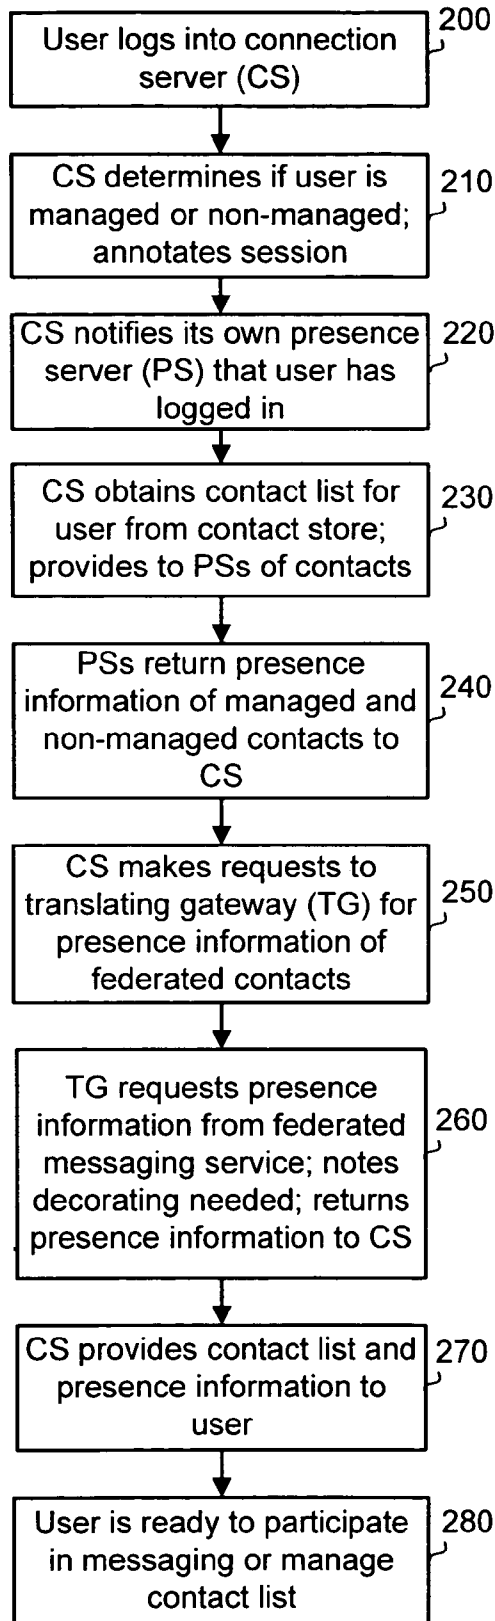 User logs into connection
server (CS)
200
CS determines if user is
managed or non-managed;
annotates session
210
CS notifies its own presence
server (PS) that user has
logged in
220
CS obtains contact list for
user from contact store;
provides to PSs of contacts
230
PSs return presence
information of managed and
non-managed contacts to
CS
240
CS makes requests to
translating gateway (TG) for
presence information of
federated contacts
250
TG requests presence
information from federated
messaging service; notes
decorating needed; returns
presence information to CS
260
CS provides contact list and
presence information to
user
270
User is ready to participate
in messaging or manage
contact list
280